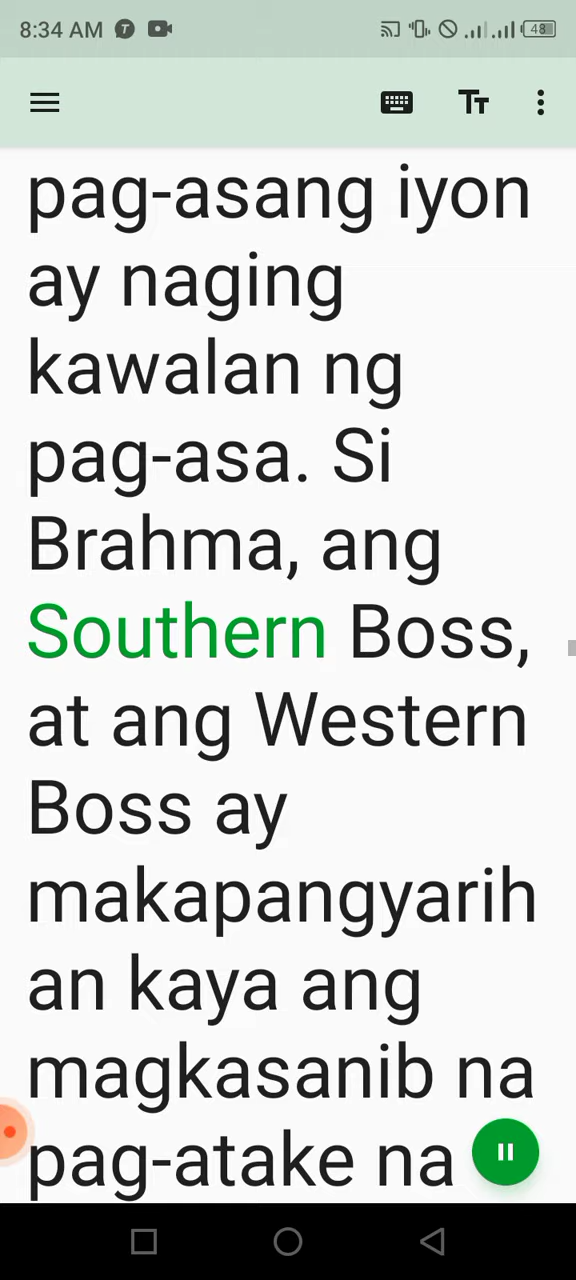 8:34 AM
48
pag-asang iyon
ay naging
kawalan ng
pag-asa. Si
Brahma, ang
Southern Boss,
at ang Western
Boss ay
makapangyarih
an kaya ang
magkasanib na
pag-atake na